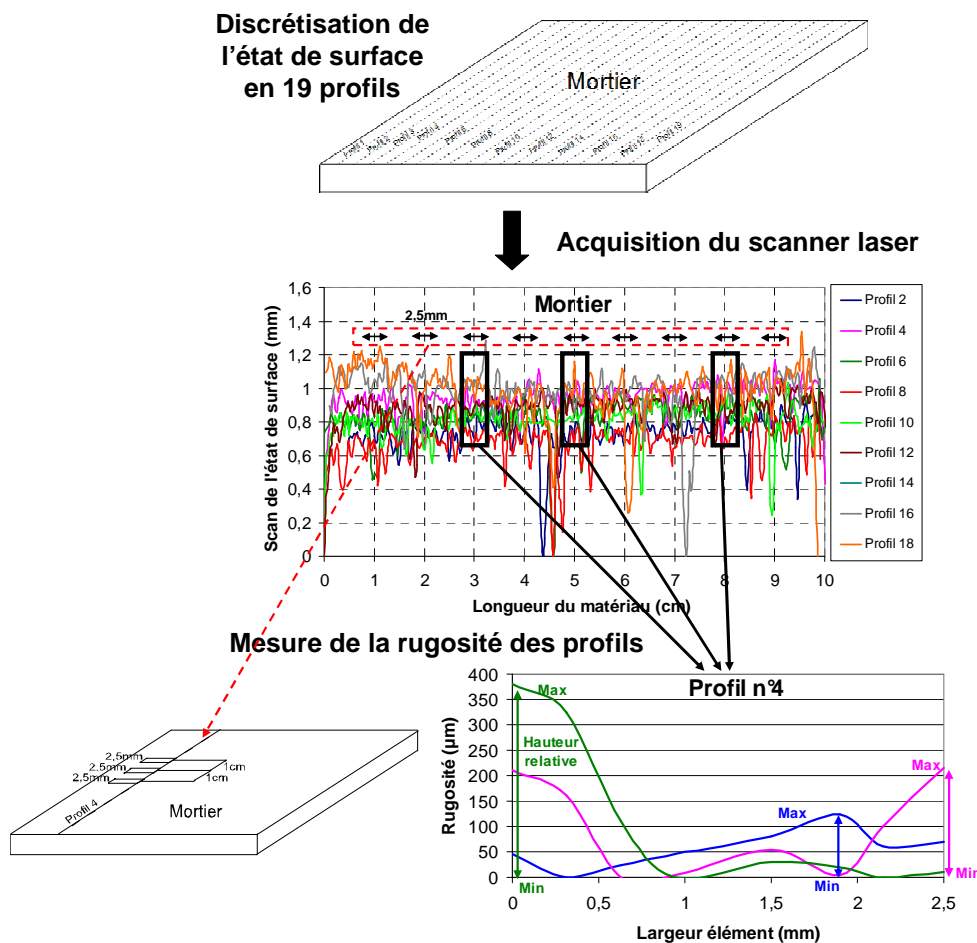 Discrétisation de
l'état de surface
en 19 profils
Mortier
Profil 2
Profil 3
Profil 4
Acquisition du scanner laser
Mortier
2,5mm
Scan de l'état de surface (mm)
1,6
1,4
1,2
1
0,8
0,6
0,4
0,2
0
0 1 2 3 4 5 6 7 8 9 10
Longueur du matériau (cm)
Profil 2
Profil 4
Profil 6
Profil 8
Profil 10
Profil 12
Profil 14
Profil 16
Profil 18
Mesure de la rugosité des profils
2,5mm
2.5mm
2.5mm
1cm
1cm
Profil 4
Mortier
Profil n°4
Rugosité (µm)
400
350
300
250
200
150
100
50
0
Max
Hauteur
relative
Min
Max
Min
Max
Min
0 0,5 1 1,5 2 2,5
Largeur élément (mm)